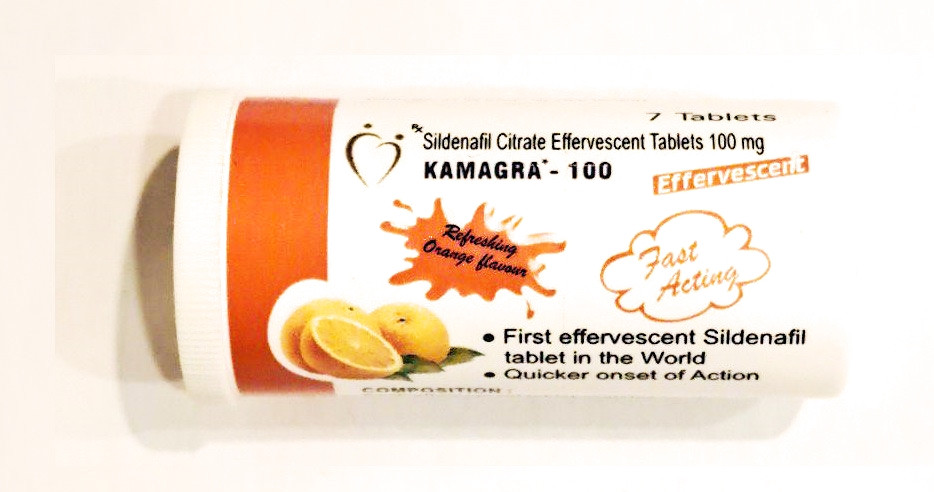 7 Tablets
℞ Sildenafil Citrate Effervescent Tablets 100 mg
KAMAGRA* - 100
Effervescent
Refreshing
Orange flavour
Fast
Acting
• First effervescent Sildenafil
tablet in the World
• Quicker onset of Action
COMPOSITION :